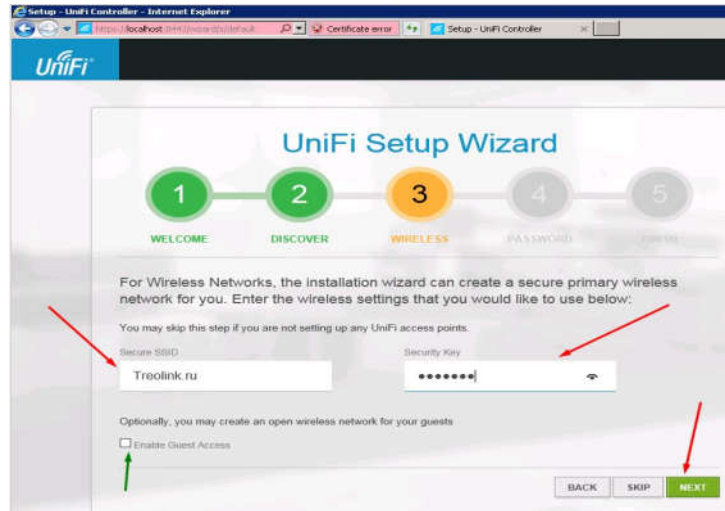 Setup - UniFi Controller - Internet Explorer
Certificate error
Setup - UniFi Controller
UniFi
UniFi Setup Wizard
1 2 3 4 5
WELCOME DISCOVER WIRELESS PASSWORD
For Wireless Networks, the installation wizard can create a secure primary wireless
network for you. Enter the wireless settings that you would like to use below:
You may skip this step if you are not setting up any UniFi access points.
Secure SSID Security Key
Treolink.ru •••••••
Optionally, you may create an open wireless network for your guests
Enable Guest Access
BACK SKIP NEXT